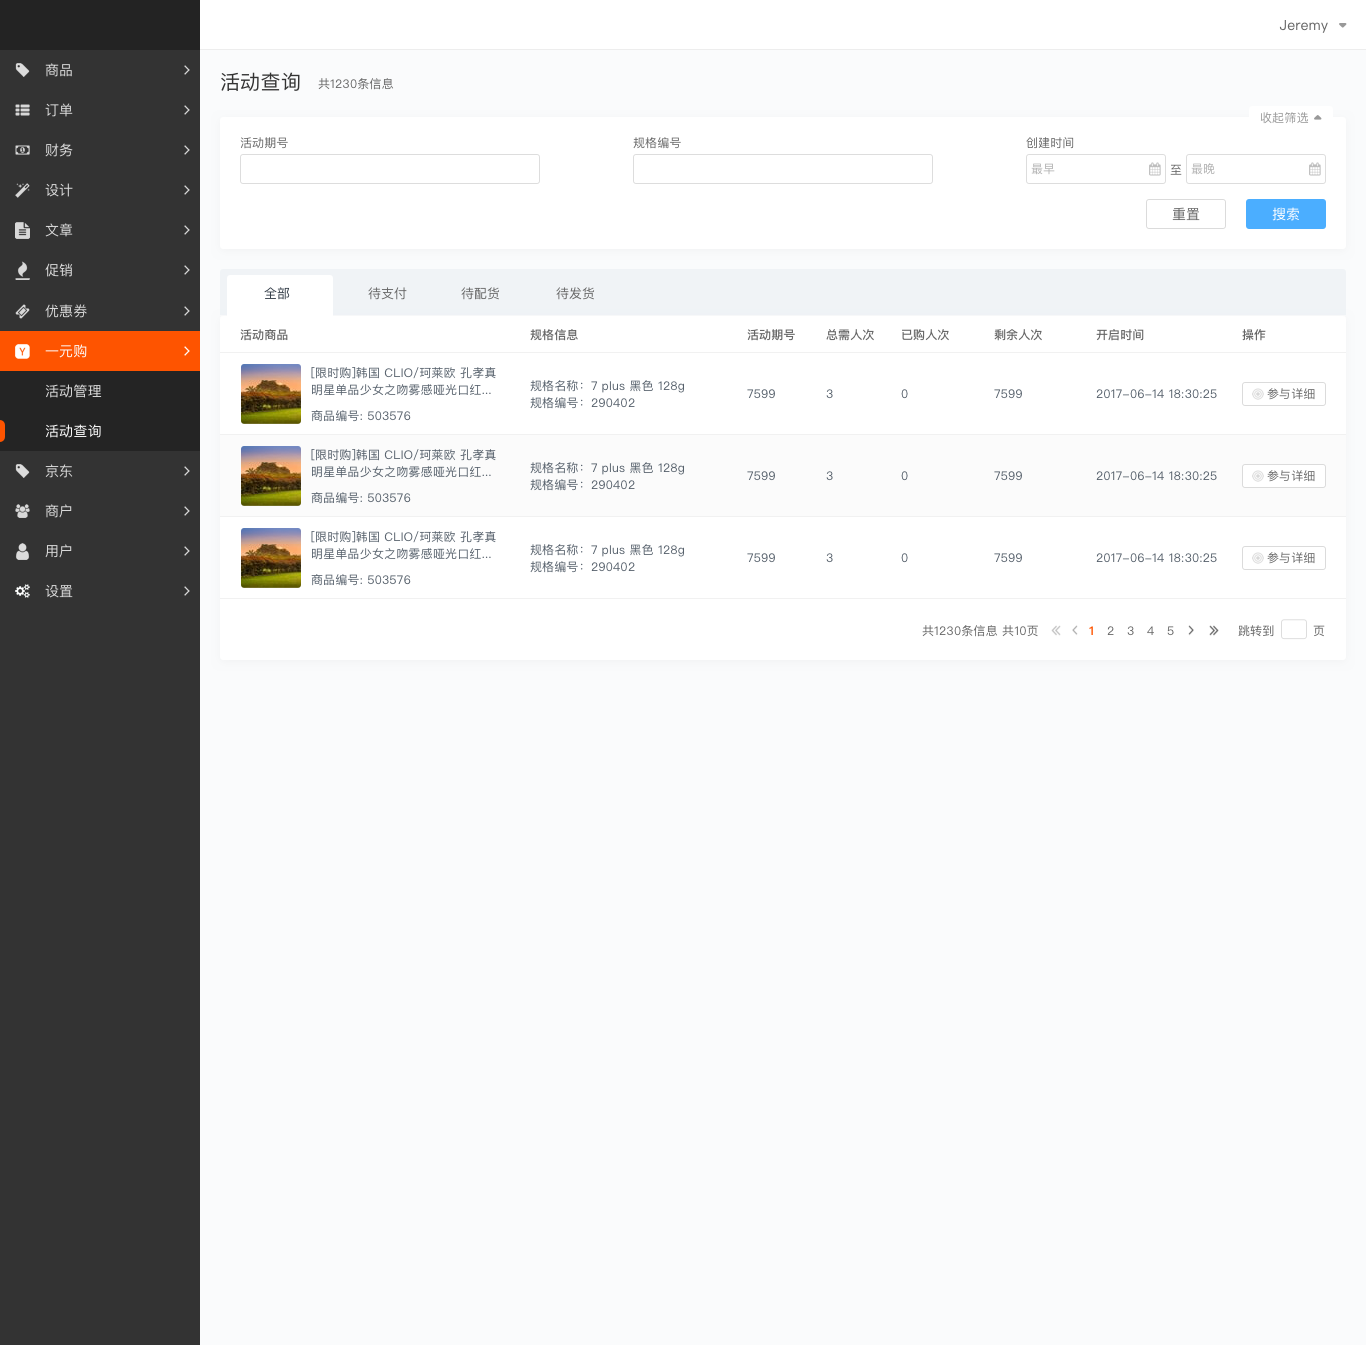 Jeremy
商品
订单
财务
设计
文章
促销
优惠券
Y 一元购
活动管理
活动查询
京东
商户
用户
设置
活动查询 共1230条信息
收起筛选
活动期号 规格编号 创建时间
最早 至 最晚
重置 搜索
全部 待支付 待配货 待发货
活动商品 规格信息 活动期号 总需人次 已购人次 剩余人次 开启时间 操作
[限时购]韩国 CLIO/珂莱欧 孔孝真
明星单品少女之吻雾感哑光口红...
商品编号: 503576
规格名称：7 plus 黑色 128g
规格编号：290402
7599 3 0 7599 2017-06-14 18:30:25 参与详细
[限时购]韩国 CLIO/珂莱欧 孔孝真
明星单品少女之吻雾感哑光口红...
商品编号: 503576
规格名称：7 plus 黑色 128g
规格编号：290402
7599 3 0 7599 2017-06-14 18:30:25 参与详细
[限时购]韩国 CLIO/珂莱欧 孔孝真
明星单品少女之吻雾感哑光口红...
商品编号: 503576
规格名称：7 plus 黑色 128g
规格编号：290402
7599 3 0 7599 2017-06-14 18:30:25 参与详细
共1230条信息 共10页 1 2 3 4 5 跳转到 页